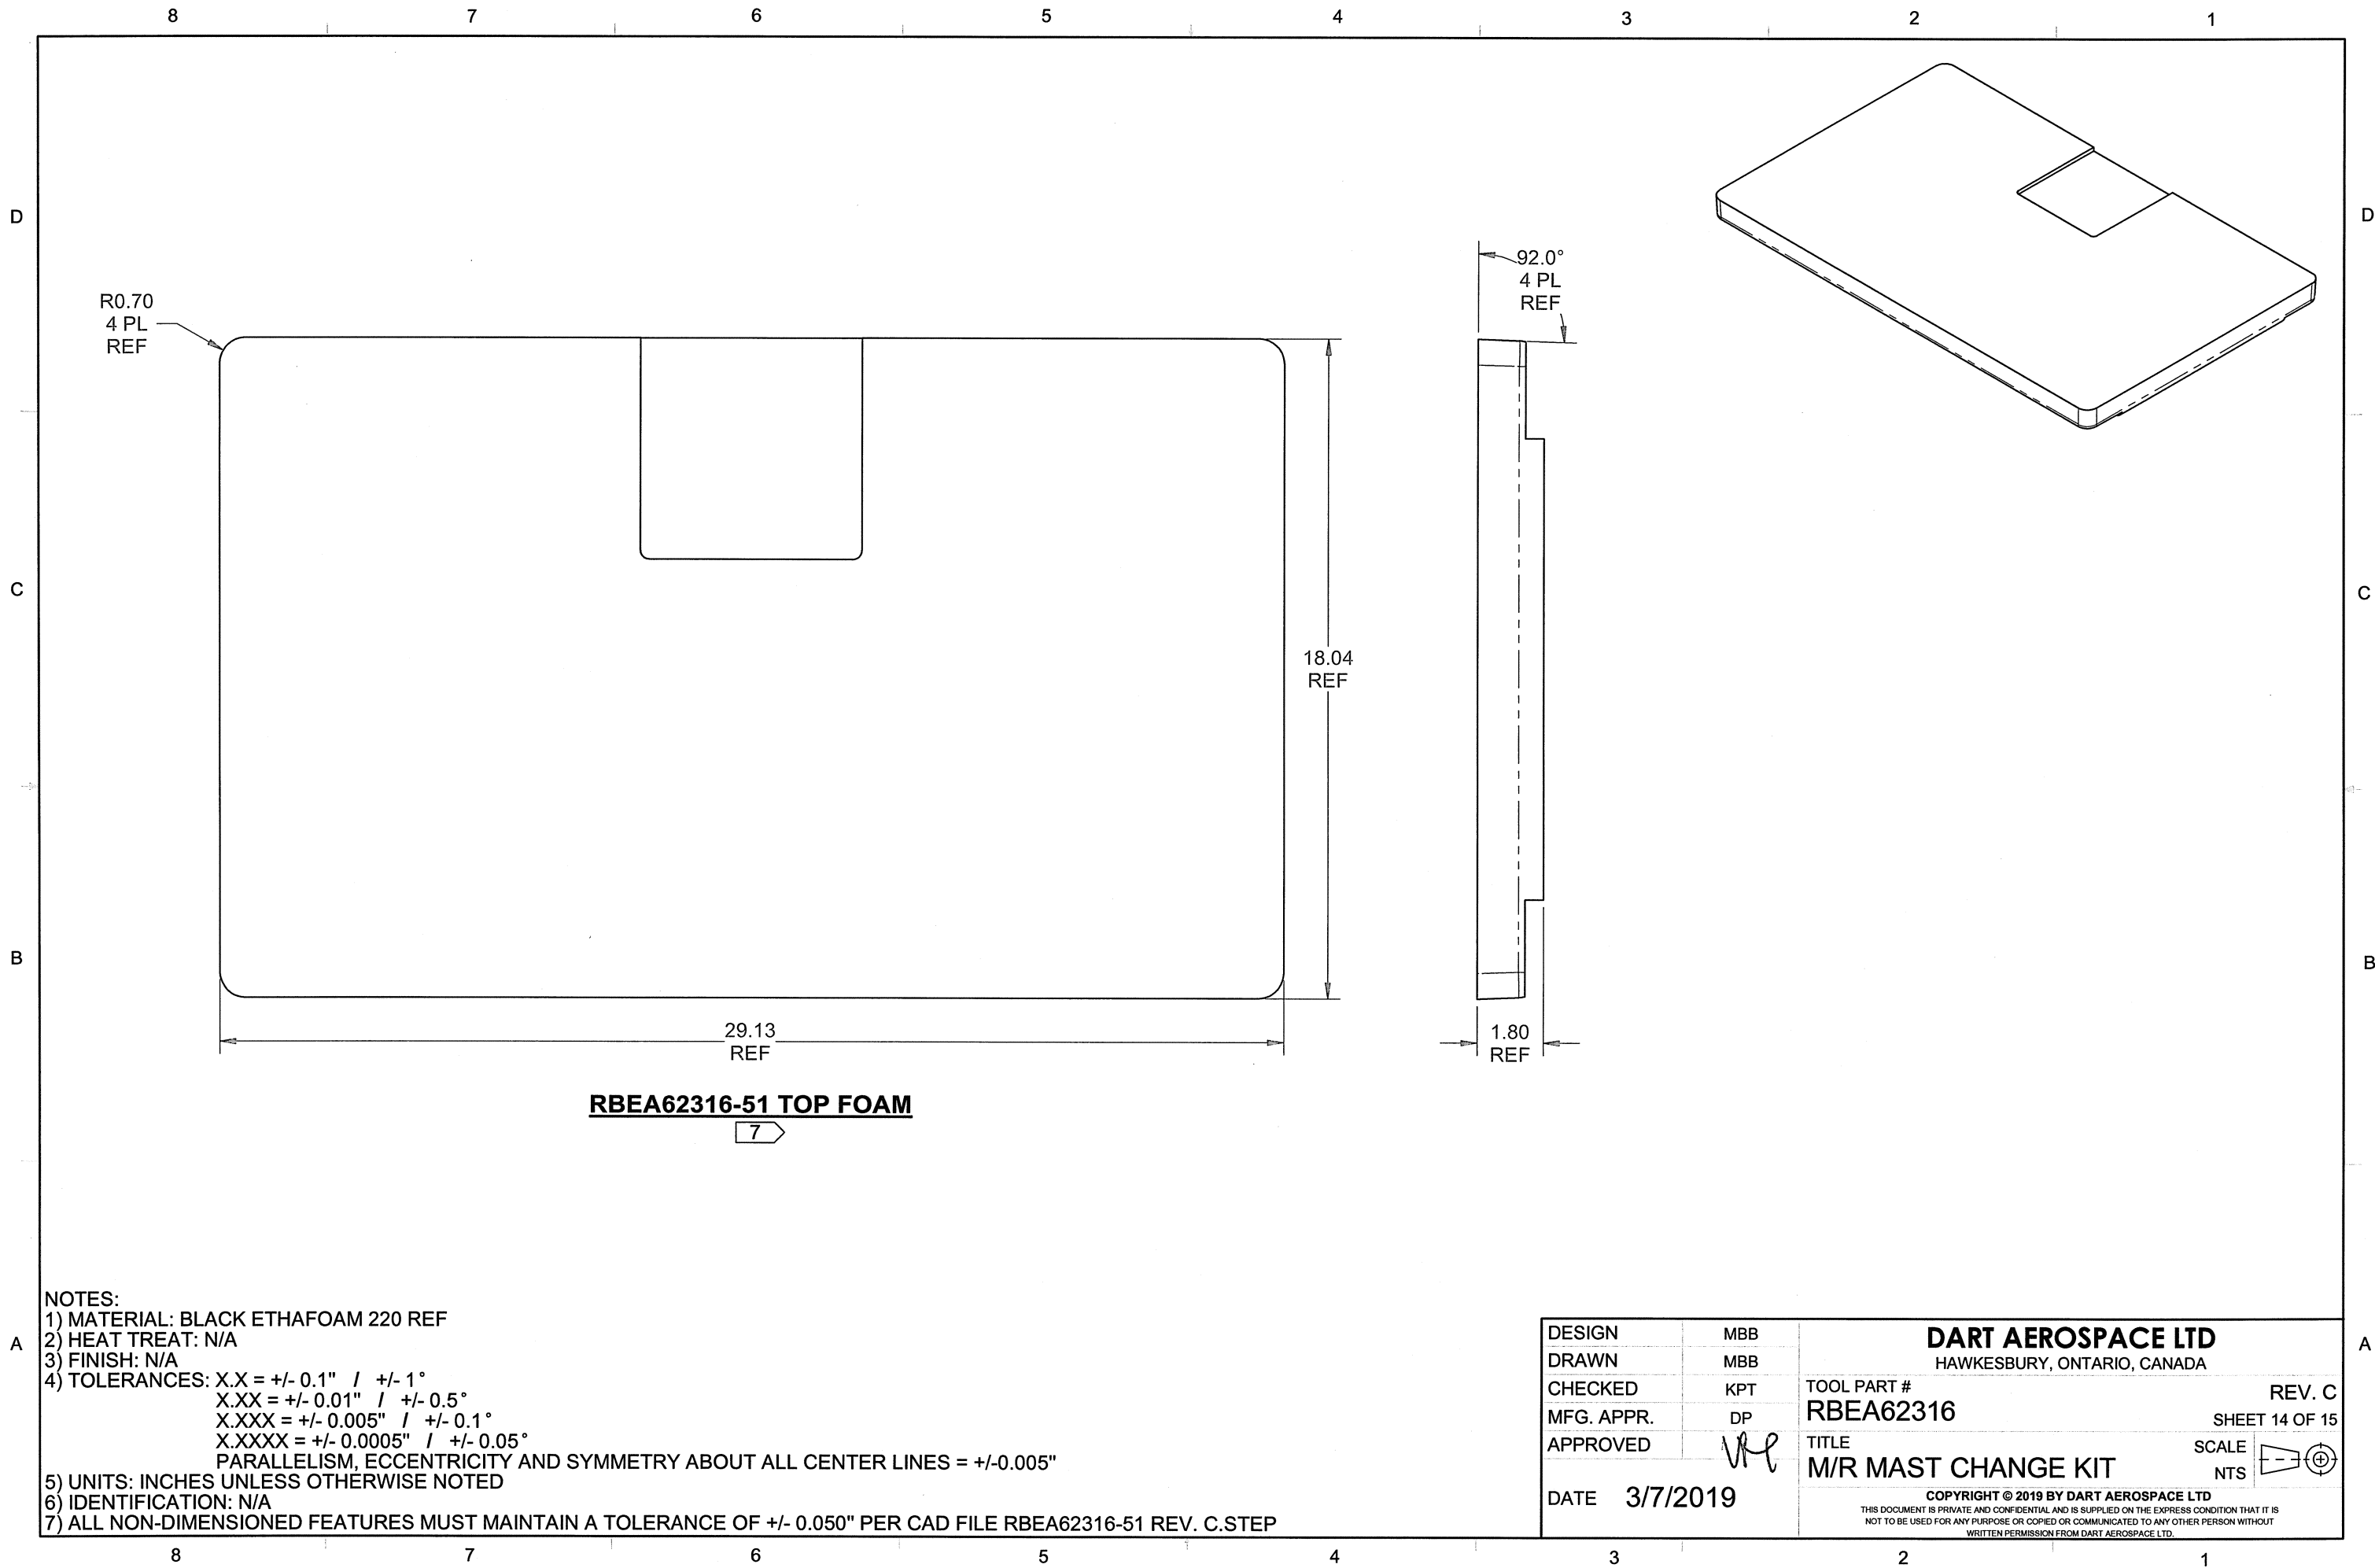 8 7 6 5 4 3 2 1
D
D
R0.70
4 PL
REF
92.0°
4 PL
REF
C
C
18.04
REF
B
B
29.13
REF
1.80
REF
RBEA62316-51 TOP FOAM
7
NOTES:
1) MATERIAL: BLACK ETHAFOAM 220 REF
2) HEAT TREAT: N/A
3) FINISH: N/A
4) TOLERANCES: X.X = +/- 0.1" / +/- 1°
X.XX = +/- 0.01" / +/- 0.5°
X.XXX = +/- 0.005" / +/- 0.1°
X.XXXX = +/- 0.0005" / +/- 0.05°
PARALLELISM, ECCENTRICITY AND SYMMETRY ABOUT ALL CENTER LINES = +/-0.005"
5) UNITS: INCHES UNLESS OTHERWISE NOTED
6) IDENTIFICATION: N/A
7) ALL NON-DIMENSIONED FEATURES MUST MAINTAIN A TOLERANCE OF +/- 0.050" PER CAD FILE RBEA62316-51 REV. C.STEP
A
A
DESIGN MBB
DRAWN MBB
CHECKED KPT
MFG. APPR. DP
APPROVED
DATE 3/7/2019
DART AEROSPACE LTD
HAWKESBURY, ONTARIO, CANADA
TOOL PART #
RBEA62316
REV. C
SHEET 14 OF 15
TITLE
M/R MAST CHANGE KIT
SCALE
NTS
COPYRIGHT © 2019 BY DART AEROSPACE LTD
THIS DOCUMENT IS PRIVATE AND CONFIDENTIAL AND IS SUPPLIED ON THE EXPRESS CONDITION THAT IT IS
NOT TO BE USED FOR ANY PURPOSE OR COPIED OR COMMUNICATED TO ANY OTHER PERSON WITHOUT
WRITTEN PERMISSION FROM DART AEROSPACE LTD.
8 7 6 5 4 3 2 1